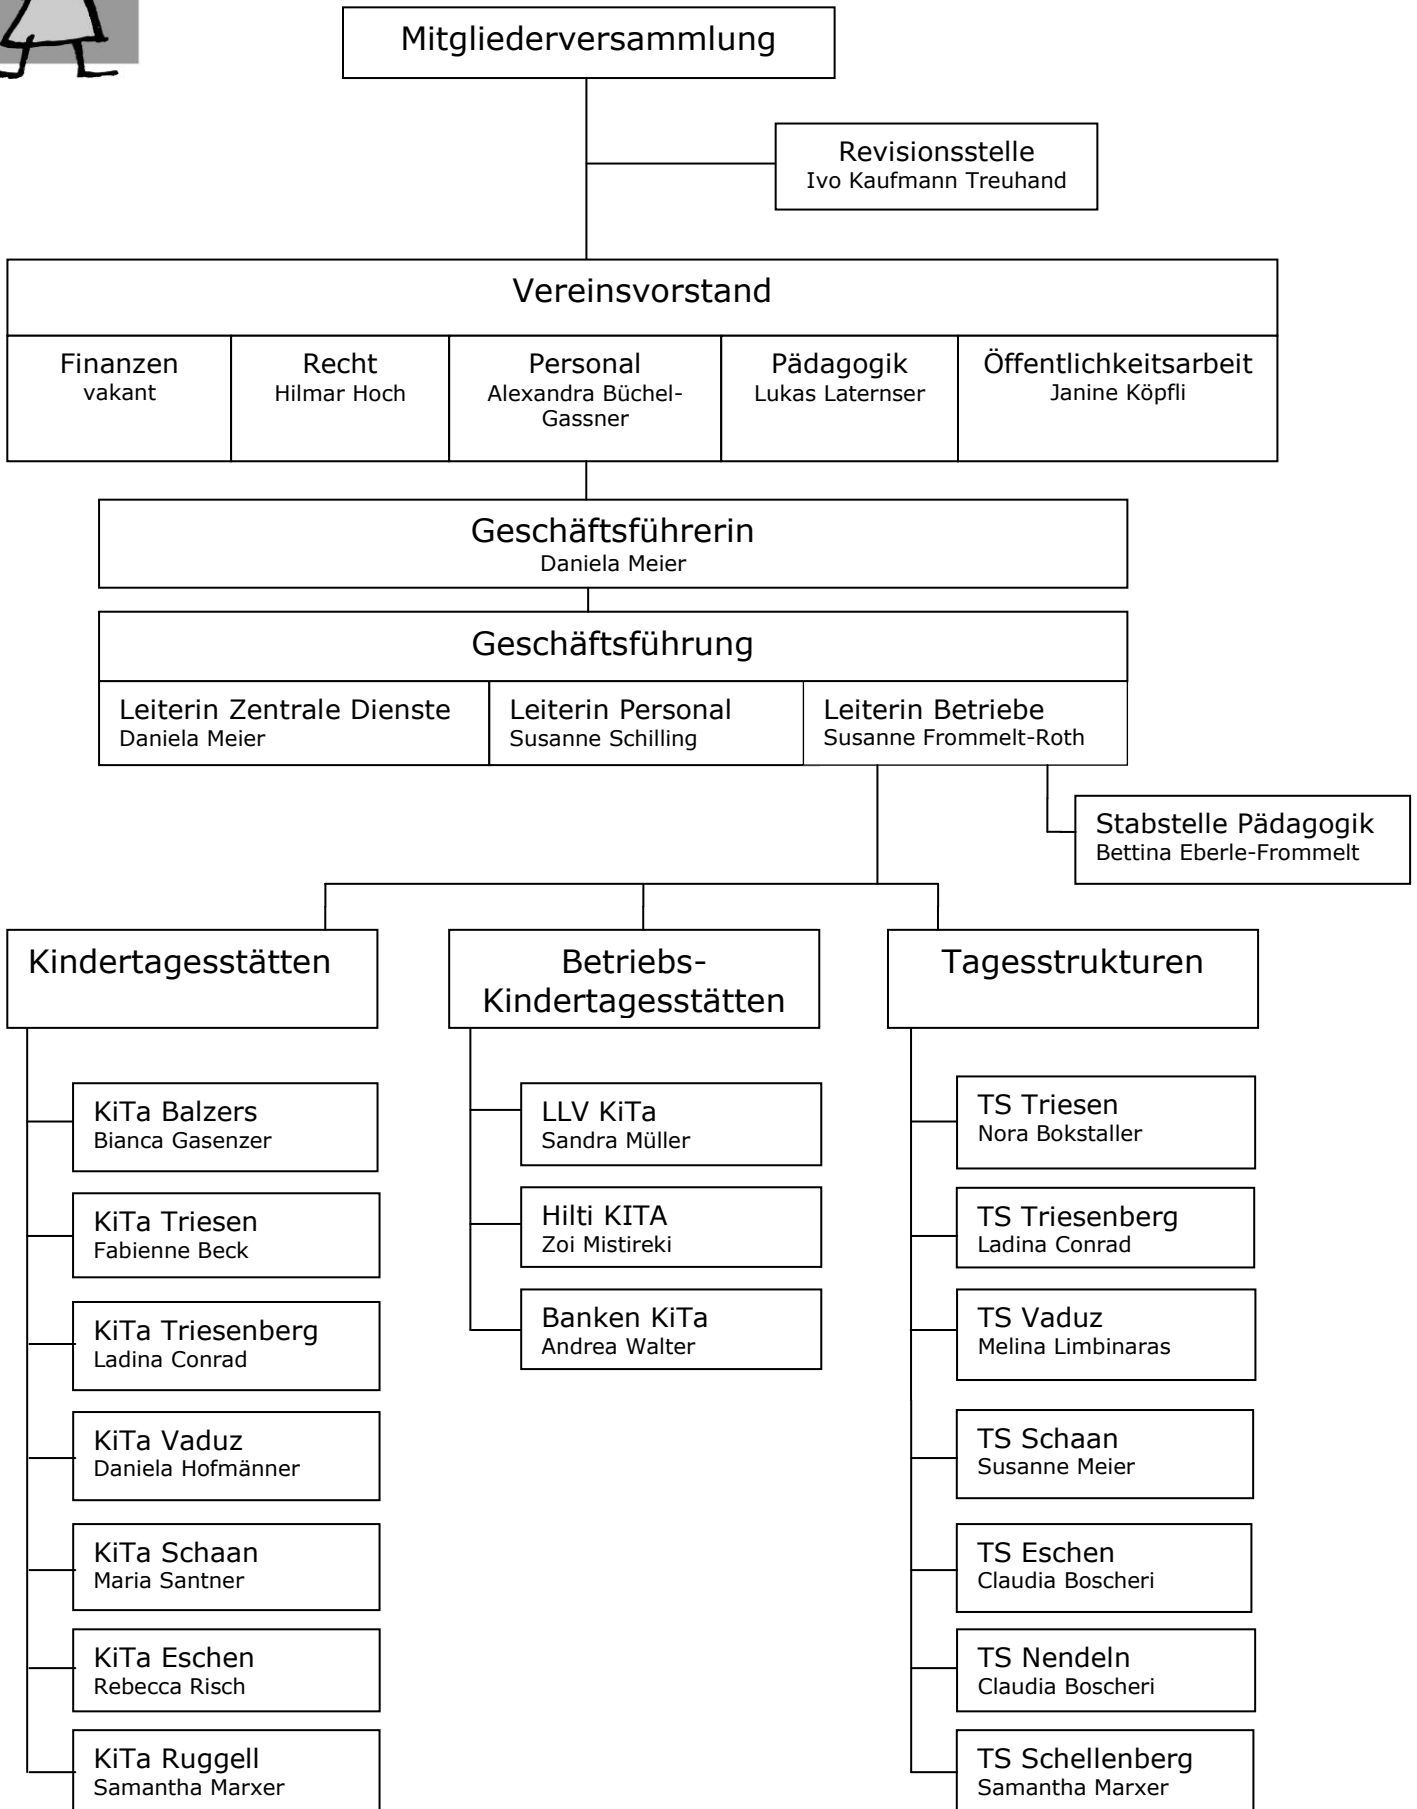 Mitgliederversammlung
Revisionsstelle
Ivo Kaufmann Treuhand
Vereinsvorstand
Finanzen
vakant
Recht
Hilmar Hoch
Personal
Alexandra Büchel-
Gassner
Pädagogik
Lukas Laternser
Öffentlichkeitsarbeit
Janine Köpfli
Geschäftsführerin
Daniela Meier
Geschäftsführung
Leiterin Zentrale Dienste
Daniela Meier
Leiterin Personal
Susanne Schilling
Leiterin Betriebe
Susanne Frommelt-Roth
Stabstelle Pädagogik
Bettina Eberle-Frommelt
Kindertagesstätten
KiTa Balzers
Bianca Gasenzer
KiTa Triesen
Fabienne Beck
KiTa Triesenberg
Ladina Conrad
KiTa Vaduz
Daniela Hofmänner
KiTa Schaan
Maria Santner
KiTa Eschen
Rebecca Risch
KiTa Ruggell
Samantha Marxer
Betriebs-
Kindertagesstätten
LLV KiTa
Sandra Müller
Hilti KITA
Zoi Mistireki
Banken KiTa
Andrea Walter
Tagesstrukturen
TS Triesen
Nora Bokstaller
TS Triesenberg
Ladina Conrad
TS Vaduz
Melina Limbinaras
TS Schaan
Susanne Meier
TS Eschen
Claudia Boscheri
TS Nendeln
Claudia Boscheri
TS Schellenberg
Samantha Marxer